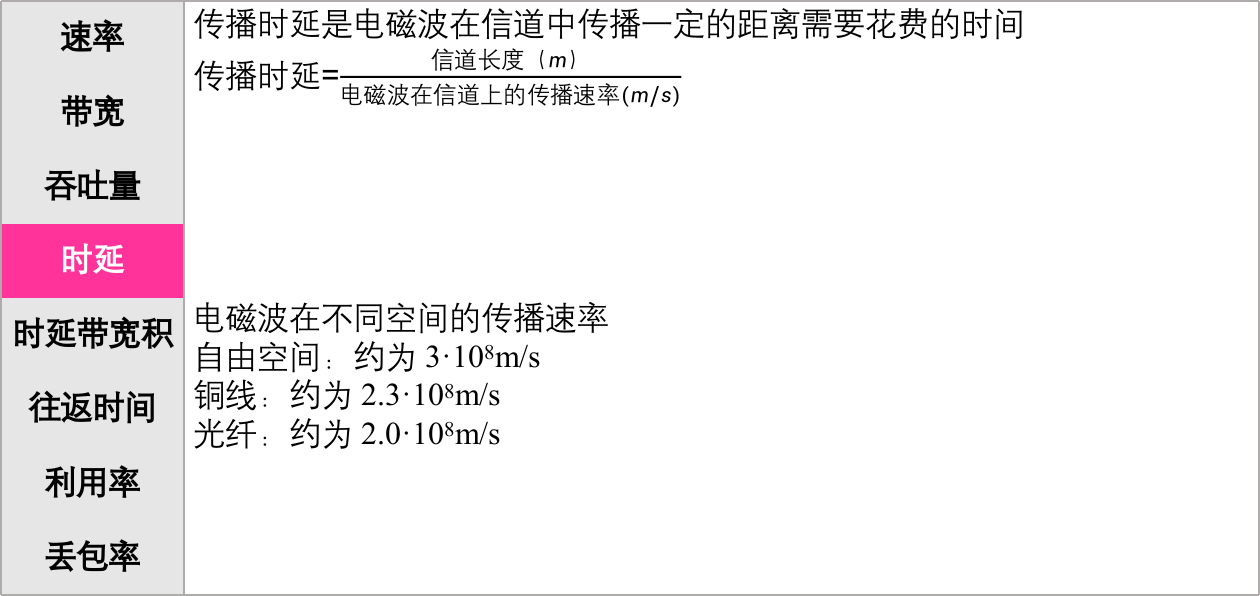 速率
带宽
吞吐量
时延
时延带宽积
往返时间
利用率
丢包率
传播时延是电磁波在信道中传播一定的距离需要花费的时间
传播时延=信道长度（m）/电磁波在信道上的传播速率(m/s)
电磁波在不同空间的传播速率
自由空间：约为 3·10⁸m/s
铜线：约为 2.3·10⁸m/s
光纤：约为 2.0·10⁸m/s